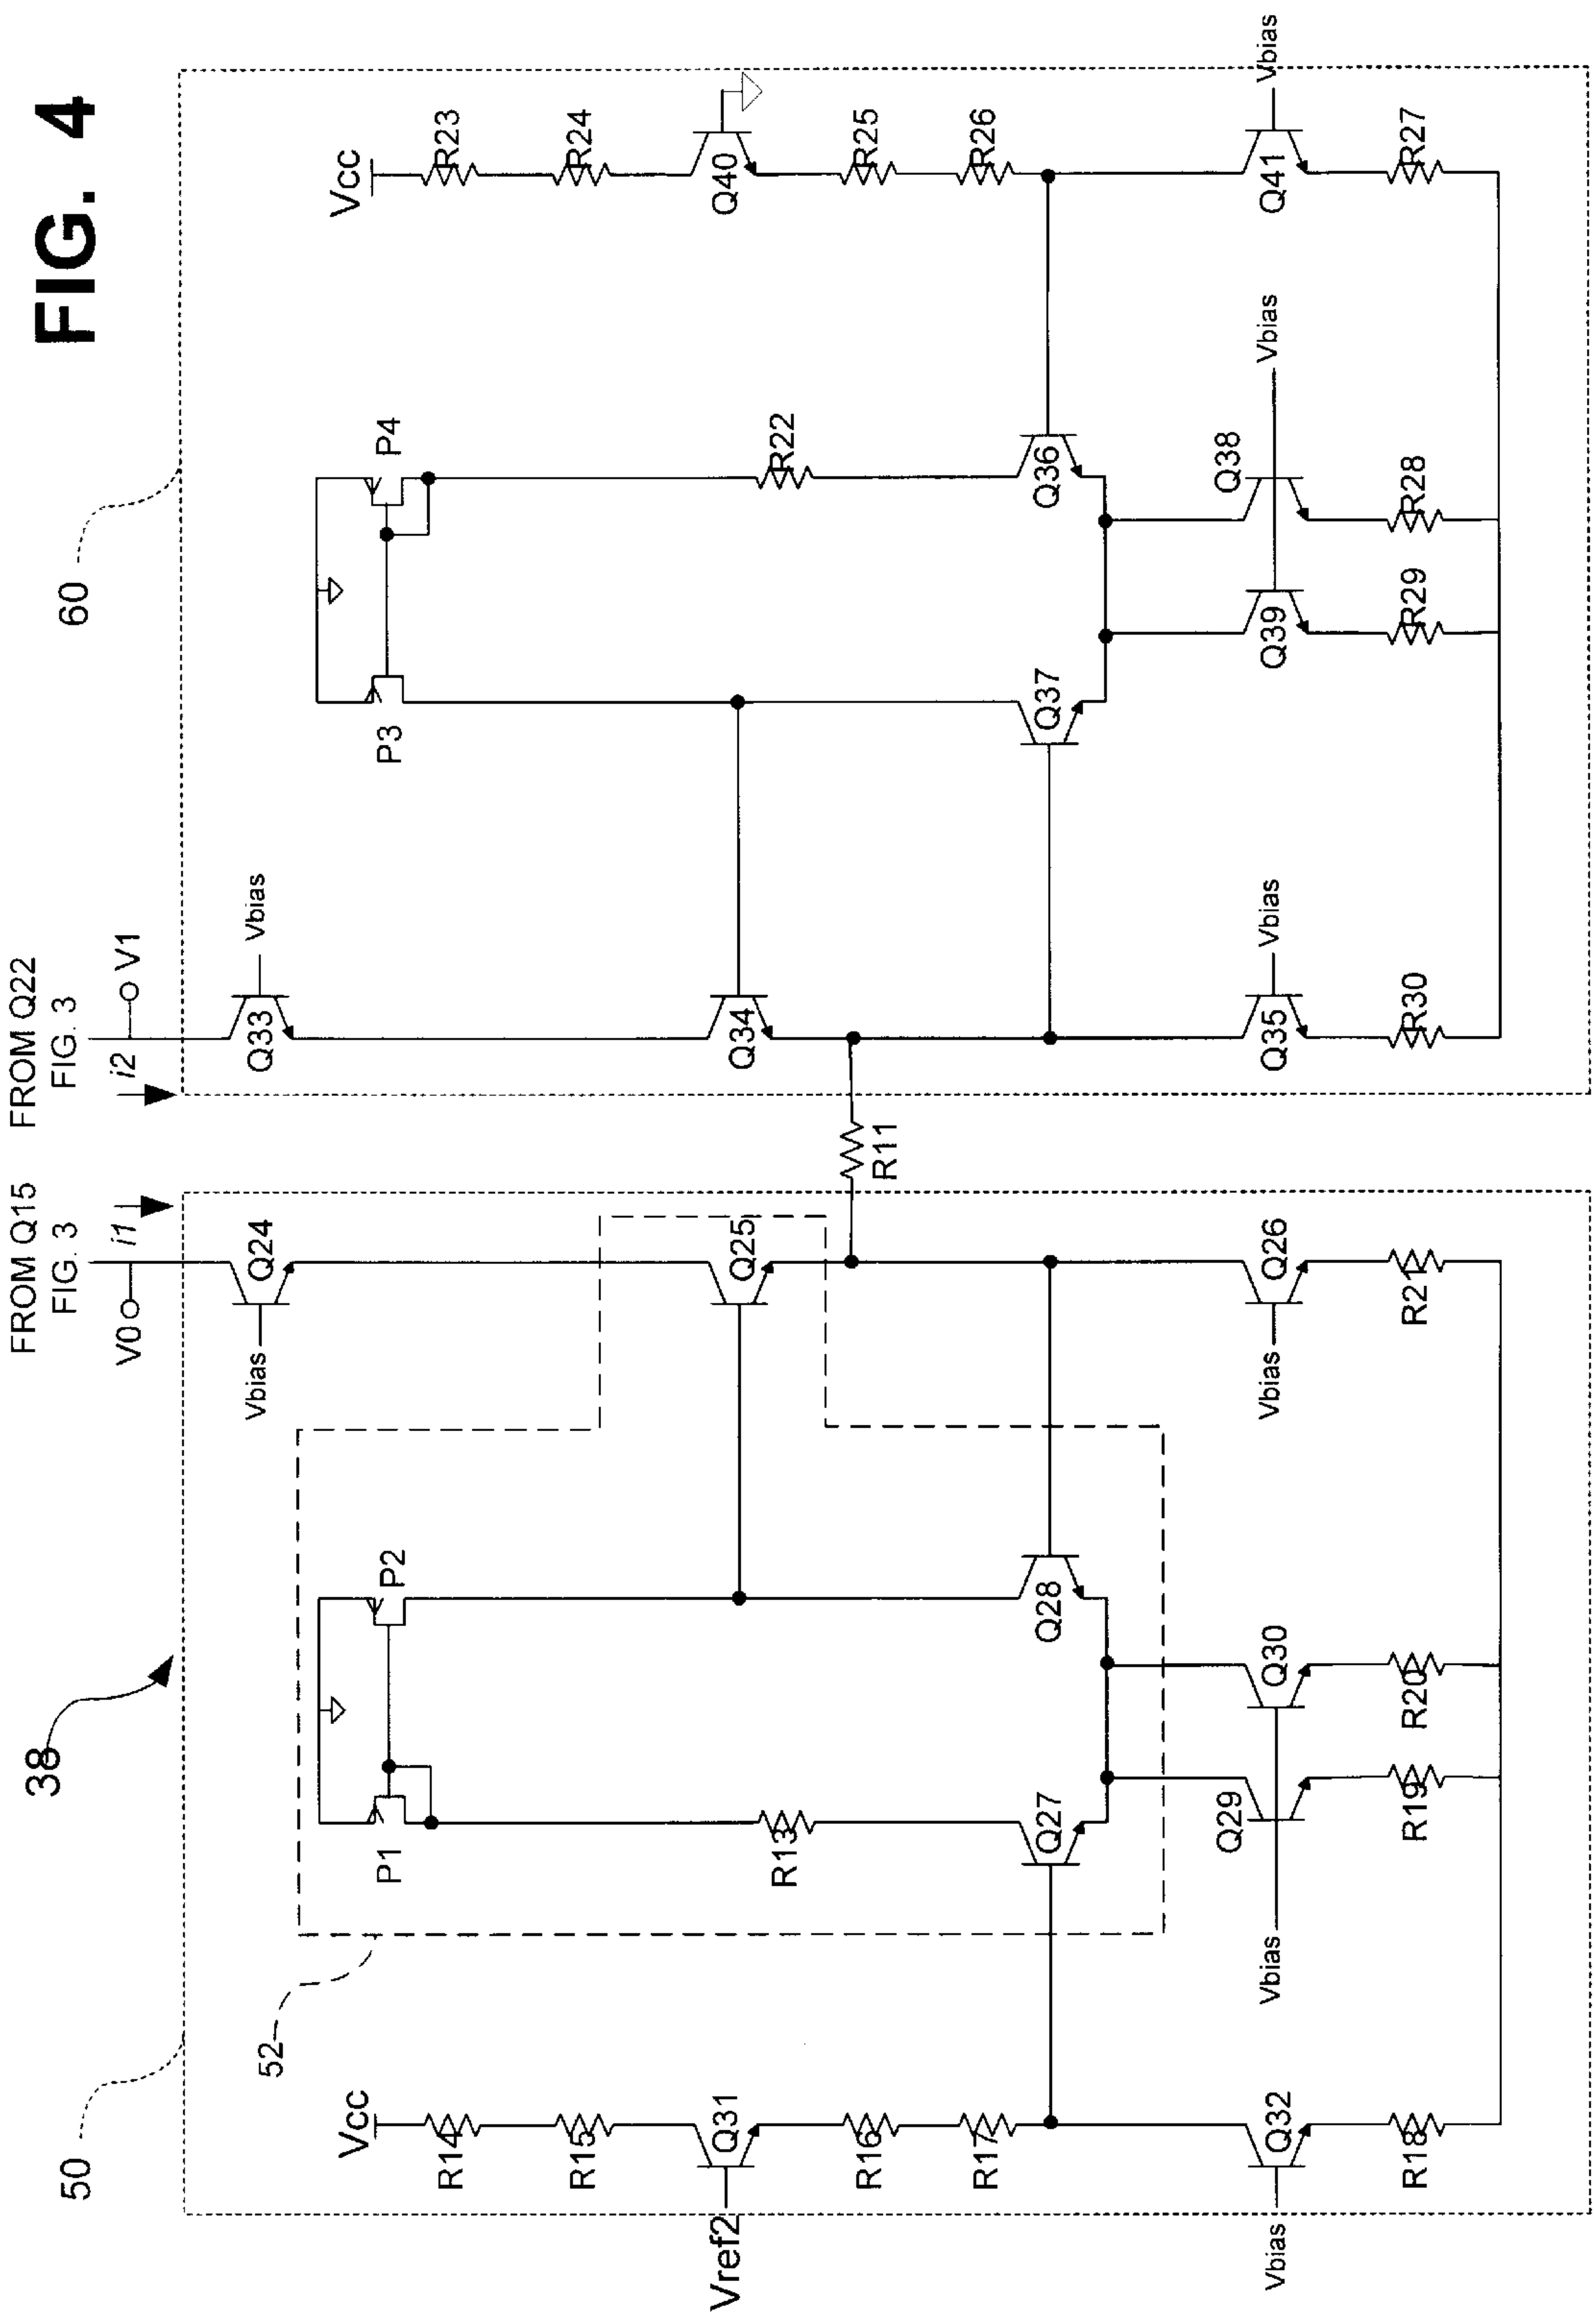 FIG. 4
38
50
52
60
FROM Q15
FIG. 3
i1
V0
FROM Q22
FIG. 3
i2
V1
Vcc
R14
R15
Vref2
Q31
R16
R17
Vbias
Q32
R18
P1
P2
R13
Q27
Q28
Vbias
Q29
Q30
R19
R20
Vbias
Q24
Q25
Vbias
Q26
R21
R11
Q33
Vbias
Q34
Q35
Vbias
R30
P3
P4
R22
Q37
Q36
Q39
Q38
Vbias
R29
R28
Vcc
R23
R24
Q40
R25
R26
Q41
Vbias
R27